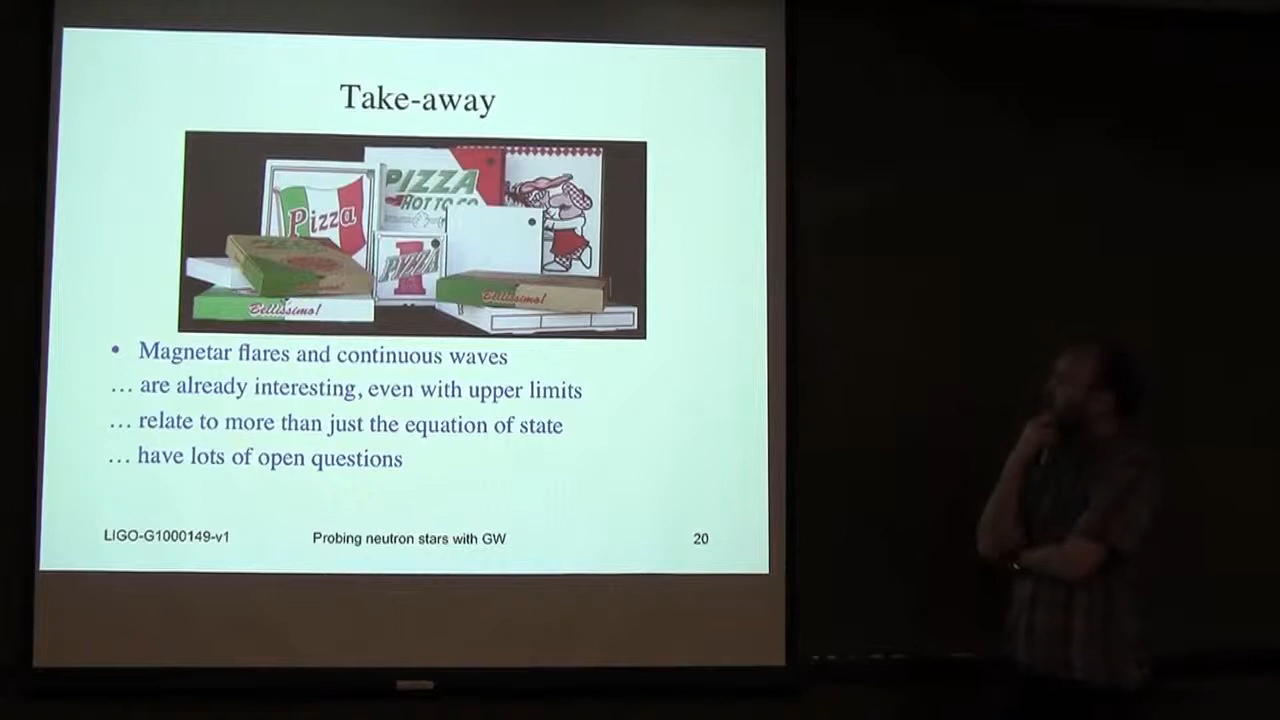 Take-away
PIZZA
HOT TO GO
Pizza
PIZZA
1
Bellissimo!
Bellissimo!
• Magnetar flares and continuous waves
… are already interesting, even with upper limits
… relate to more than just the equation of state
… have lots of open questions
LIGO-G1000149-v1
Probing neutron stars with GW
20